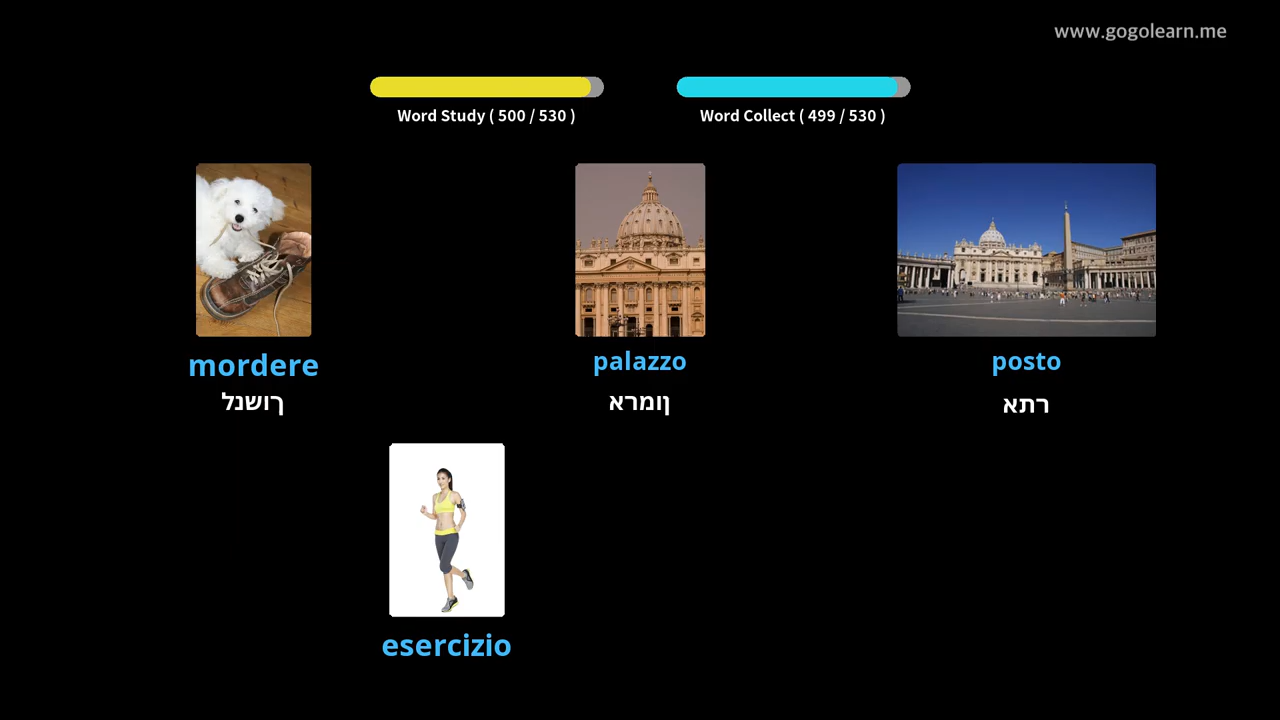 www.gogolearn.me
Word Study ( 500 / 530 )
Word Collect ( 499 / 530 )
mordere
ךושנל
palazzo
ןומרא
posto
רתא
esercizio